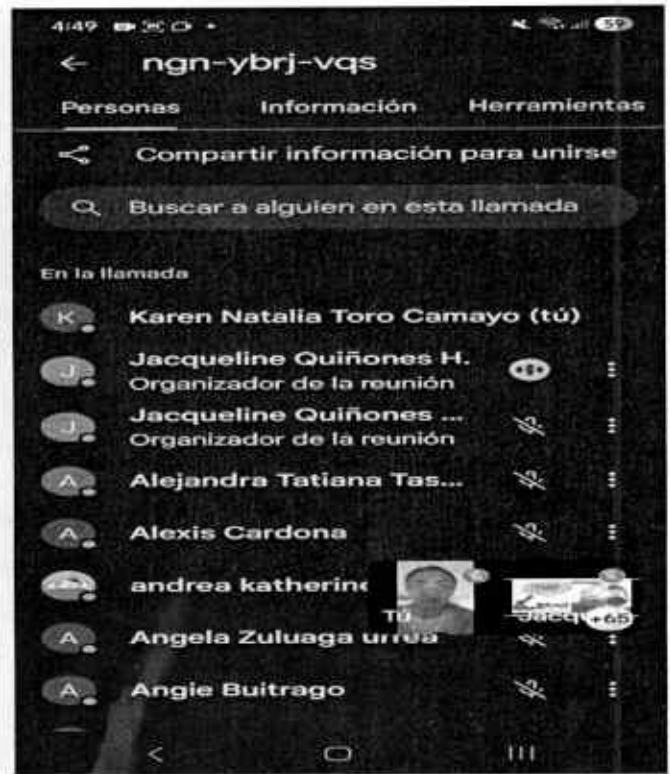 4:49
59
ngn-ybrj-vqs
Personas Información Herramientas
Compartir información para unirse
Buscar a alguien en esta llamada
En la llamada
K Karen Natalia Toro Camayo (tú)
J Jacqueline Quiñones H.
Organizador de la reunión
J Jacqueline Quiñones ...
Organizador de la reunión
A Alejandra Tatiana Tas...
A Alexis Cardona
andrea katherine
Tú Jacqu +65
A Angela Zuluaga urrea
A Angie Buitrago